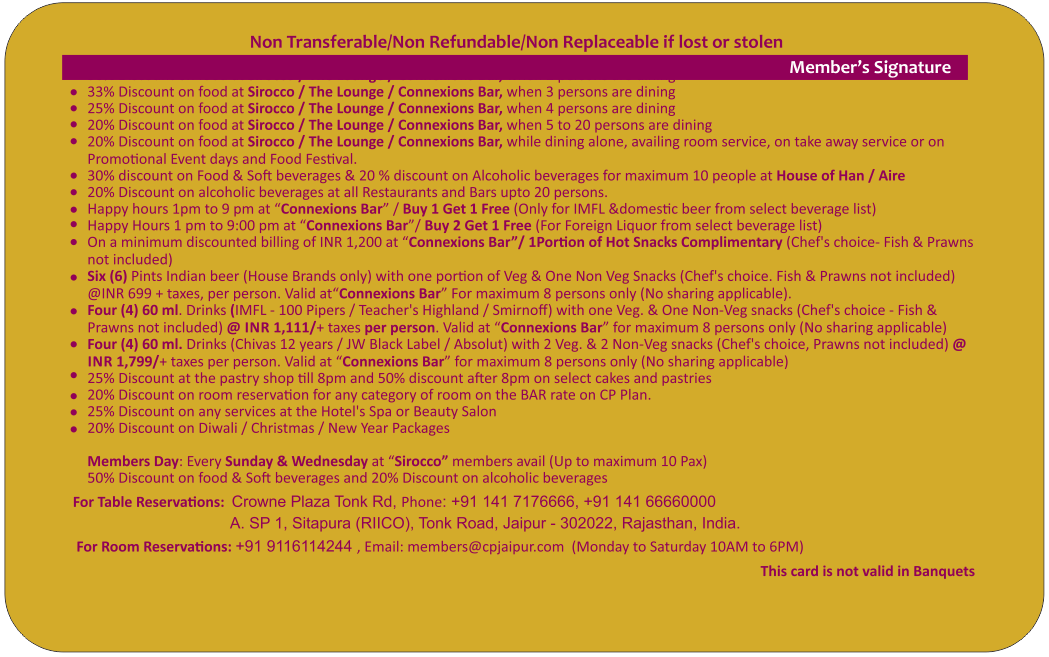 Non Transferable/Non Refundable/Non Replaceable if lost or stolen
Member's Signature
• 33% Discount on food at Sirocco / The Lounge / Connexions Bar, when 3 persons are dining
• 25% Discount on food at Sirocco / The Lounge / Connexions Bar, when 4 persons are dining
• 20% Discount on food at Sirocco / The Lounge / Connexions Bar, when 5 to 20 persons are dining
• 20% Discount on food at Sirocco / The Lounge / Connexions Bar, while dining alone, availing room service, on take away service or on
Promotional Event days and Food Festival.
• 30% discount on Food & Soft beverages & 20 % discount on Alcoholic beverages for maximum 10 people at House of Han / Aire
• 20% Discount on alcoholic beverages at all Restaurants and Bars upto 20 persons.
• Happy hours 1pm to 9 pm at “Connexions Bar” / Buy 1 Get 1 Free (Only for IMFL &domestic beer from select beverage list)
• Happy Hours 1 pm to 9:00 pm at “Connexions Bar”/ Buy 2 Get 1 Free (For Foreign Liquor from select beverage list)
• On a minimum discounted billing of INR 1,200 at “Connexions Bar”/ 1Portion of Hot Snacks Complimentary (Chef's choice- Fish & Prawns
not included)
• Six (6) Pints Indian beer (House Brands only) with one portion of Veg & One Non Veg Snacks (Chef's choice. Fish & Prawns not included)
@INR 699 + taxes, per person. Valid at“Connexions Bar” For maximum 8 persons only (No sharing applicable).
• Four (4) 60 ml. Drinks (IMFL - 100 Pipers / Teacher's Highland / Smirnoff) with one Veg. & One Non-Veg snacks (Chef's choice - Fish &
Prawns not included) @ INR 1,111/+ taxes per person. Valid at “Connexions Bar” for maximum 8 persons only (No sharing applicable)
• Four (4) 60 ml. Drinks (Chivas 12 years / JW Black Label / Absolut) with 2 Veg. & 2 Non-Veg snacks (Chef's choice, Prawns not included) @
INR 1,799/+ taxes per person. Valid at “Connexions Bar” for maximum 8 persons only (No sharing applicable)
• 25% Discount at the pastry shop till 8pm and 50% discount after 8pm on select cakes and pastries
• 20% Discount on room reservation for any category of room on the BAR rate on CP Plan.
• 25% Discount on any services at the Hotel's Spa or Beauty Salon
• 20% Discount on Diwali / Christmas / New Year Packages
Members Day: Every Sunday & Wednesday at “Sirocco” members avail (Up to maximum 10 Pax)
50% Discount on food & Soft beverages and 20% Discount on alcoholic beverages
For Table Reservations: Crowne Plaza Tonk Rd, Phone: +91 141 7176666, +91 141 66660000
A. SP 1, Sitapura (RIICO), Tonk Road, Jaipur - 302022, Rajasthan, India.
For Room Reservations: +91 9116114244 , Email: members@cpjaipur.com (Monday to Saturday 10AM to 6PM)
This card is not valid in Banquets